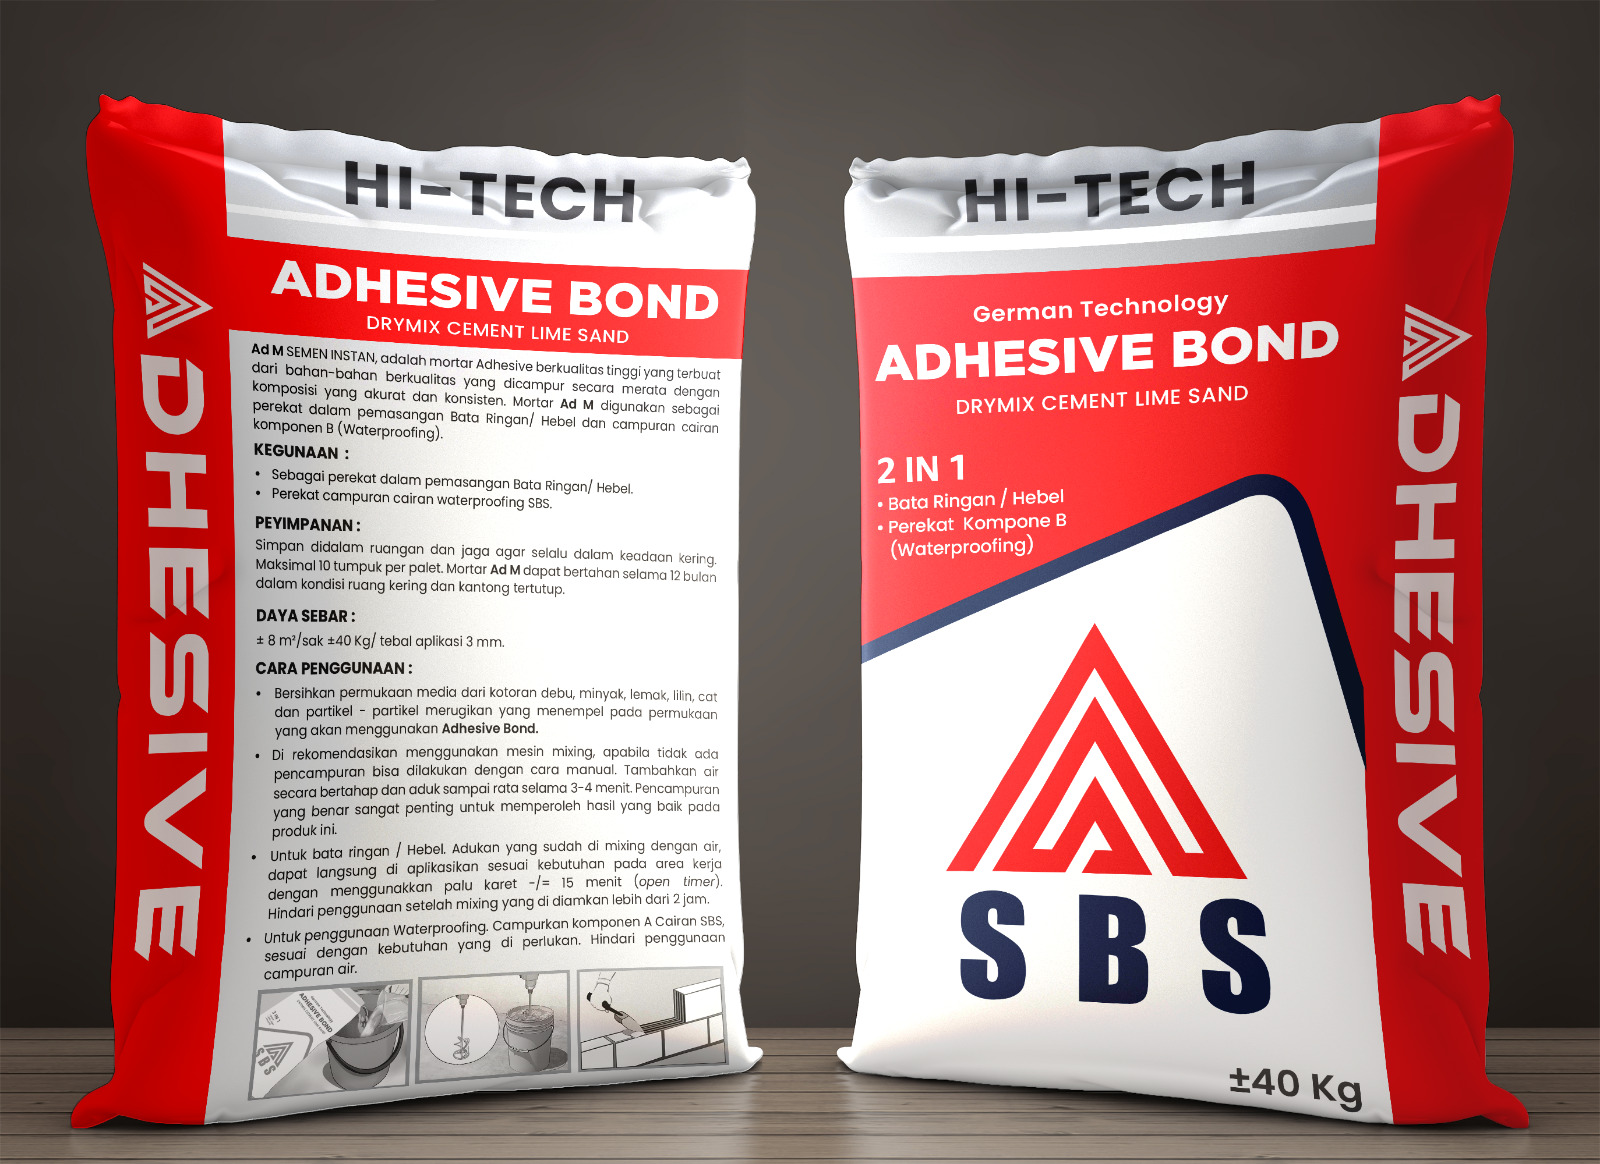 HI-TECH
ADHESIVE BOND
DRYMIX CEMENT LIME SAND
Ad M SEMEN INSTAN, adalah mortar Adhesive berkualitas tinggi yang terbuat
dari bahan-bahan berkualitas yang dicampur secara merata dengan
komposisi yang akurat dan konsisten. Mortar Ad M digunakan sebagai
perekat dalam pemasangan Bata Ringan/ Hebel dan campuran cairan
komponen B (Waterproofing).
KEGUNAAN :
• Sebagai perekat dalam pemasangan Bata Ringan/ Hebel.
• Perekat campuran cairan waterproofing SBS.
PEYIMPANAN :
Simpan didalam ruangan dan jaga agar selalu dalam keadaan kering.
Maksimal 10 tumpuk per palet. Mortar Ad M dapat bertahan selama 12 bulan
dalam kondisi ruang kering dan kantong tertutup.
DAYA SEBAR :
± 8 m²/sak ±40 Kg/ tebal aplikasi 3 mm.
CARA PENGGUNAAN :
• Bersihkan permukaan media dari kotoran debu, minyak, lemak, lilin, cat
dan partikel - partikel merugikan yang menempel pada permukaan
yang akan menggunakan Adhesive Bond.
• Di rekomendasikan menggunakan mesin mixing, apabila tidak ada
pencampuran bisa dilakukan dengan cara manual. Tambahkan air
secara bertahap dan aduk sampai rata selama 3-4 menit. Pencampuran
yang benar sangat penting untuk memperoleh hasil yang baik pada
produk ini.
• Untuk bata ringan / Hebel. Adukan yang sudah di mixing dengan air,
dapat langsung di aplikasikan sesuai kebutuhan pada area kerja
dengan menggunakkan palu karet -/= 15 menit (open timer).
Hindari penggunaan setelah mixing yang di diamkan lebih dari 2 jam.
• Untuk penggunaan Waterproofing. Campurkan komponen A Cairan SBS,
sesuai dengan kebutuhan yang di perlukan. Hindari penggunaan
campuran air.
ADHESIVE BOND
2 IN 1
SBS
ADHESIVE
HI-TECH
German Technology
ADHESIVE BOND
DRYMIX CEMENT LIME SAND
2 IN 1
• Bata Ringan / Hebel
• Perekat Kompone B
(Waterproofing)
SBS
±40 Kg
ADHESIVE